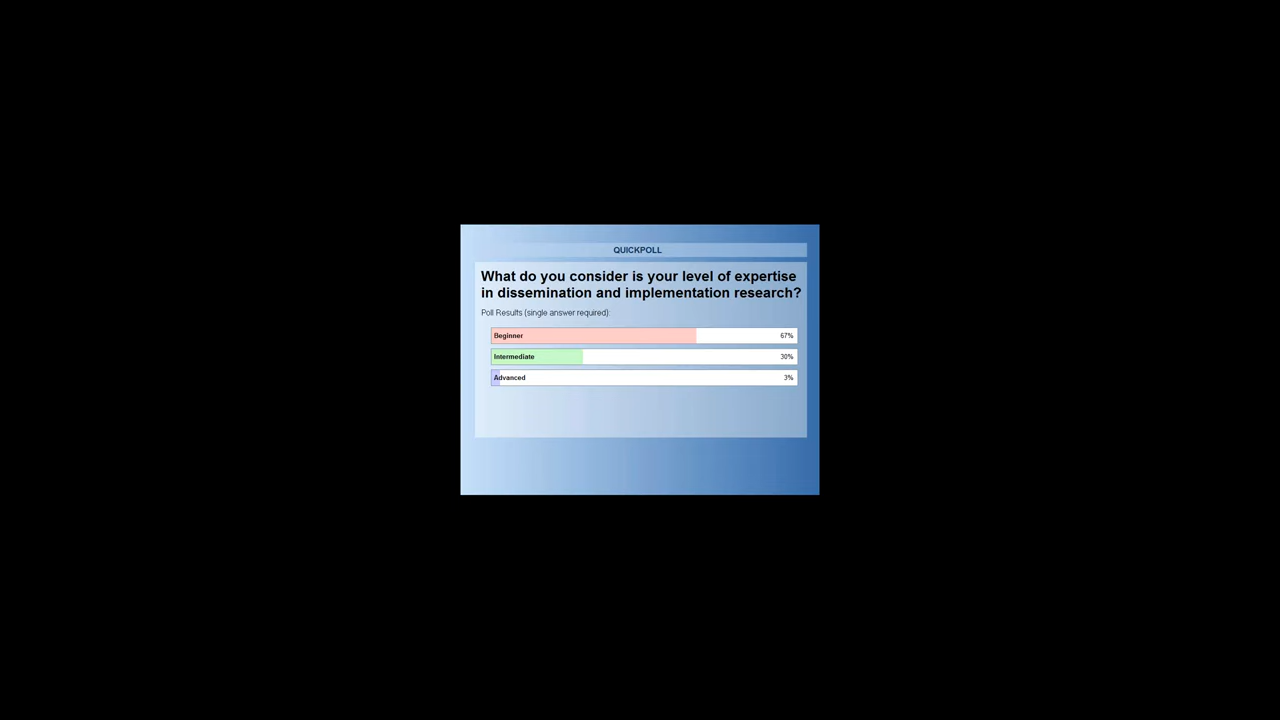 QUICKPOLL
What do you consider is your level of expertise
in dissemination and implementation research?
Poll Results (single answer required):
Beginner 67%
Intermediate 30%
Advanced 3%